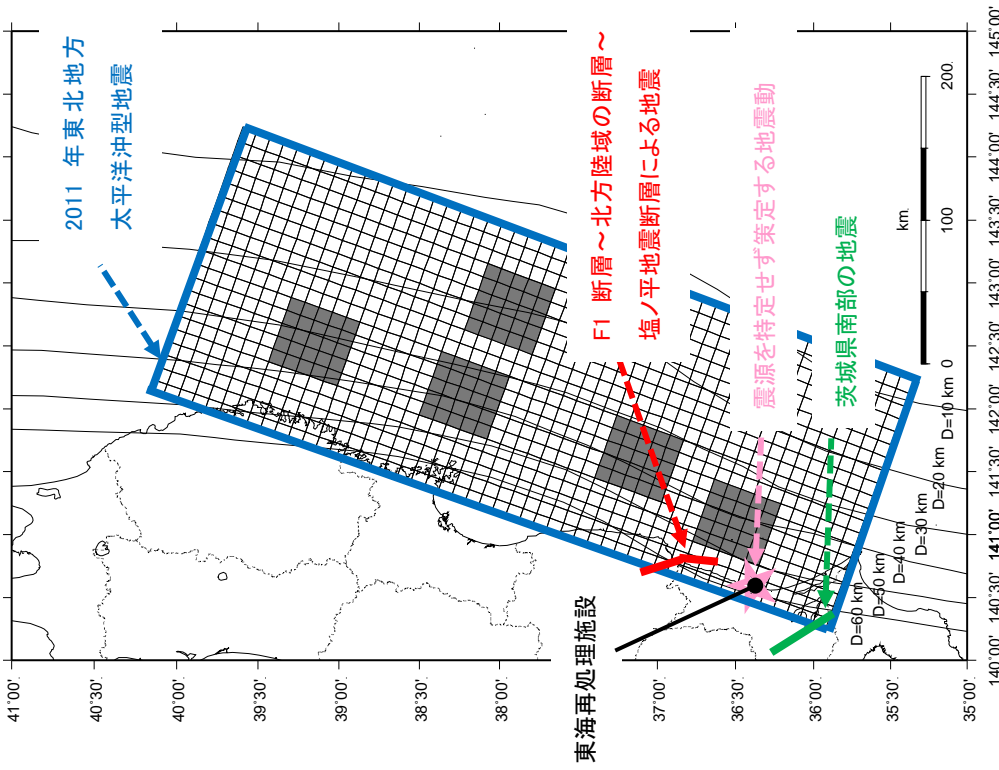 2011 年東北地方
太平洋沖型地震
F1 断層～北方陸域の断層～
塩ノ平地震断層による地震
震源を特定せず策定する地震動
茨城県南部の地震
東海再処理施設
km
0 100 200
D=60 km
D=50 km
D=40 km
D=30 km
D=20 km
D=10 km
41°00'
40°30'
40°00'
39°30'
39°00'
38°30'
38°00'
37°00'
36°30'
36°00'
35°30'
35°00'
140°00'
140°30'
141°00'
141°30'
142°00'
142°30'
143°00'
143°30'
144°00'
144°30'
145°00'